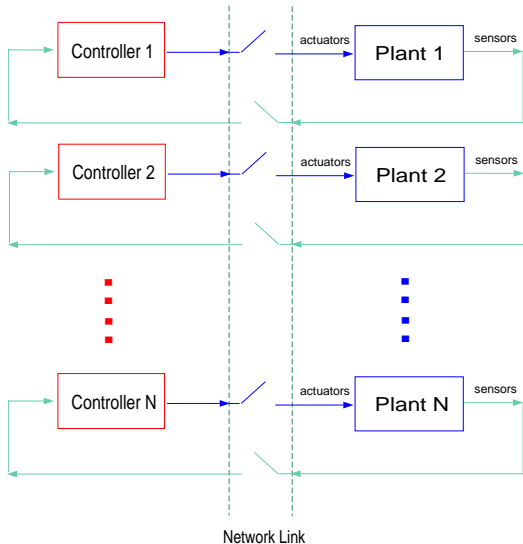 Controller 1
actuators
Plant 1
sensors
Controller 2
actuators
Plant 2
sensors
Controller N
actuators
Plant N
sensors
Network Link